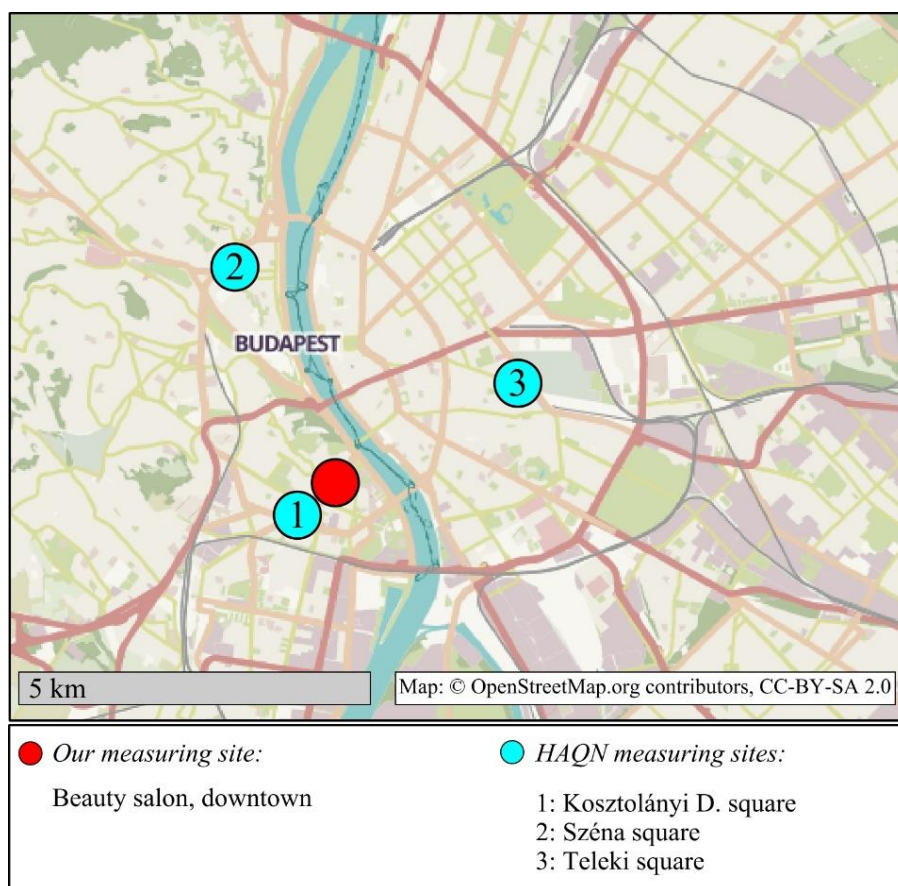 2
BUDAPEST
3
1
5 km
Map: © OpenStreetMap.org contributors, CC-BY-SA 2.0
Our measuring site:
Beauty salon, downtown
HAQN measuring sites:
1: Kosztolányi D. square
2: Széna square
3: Teleki square